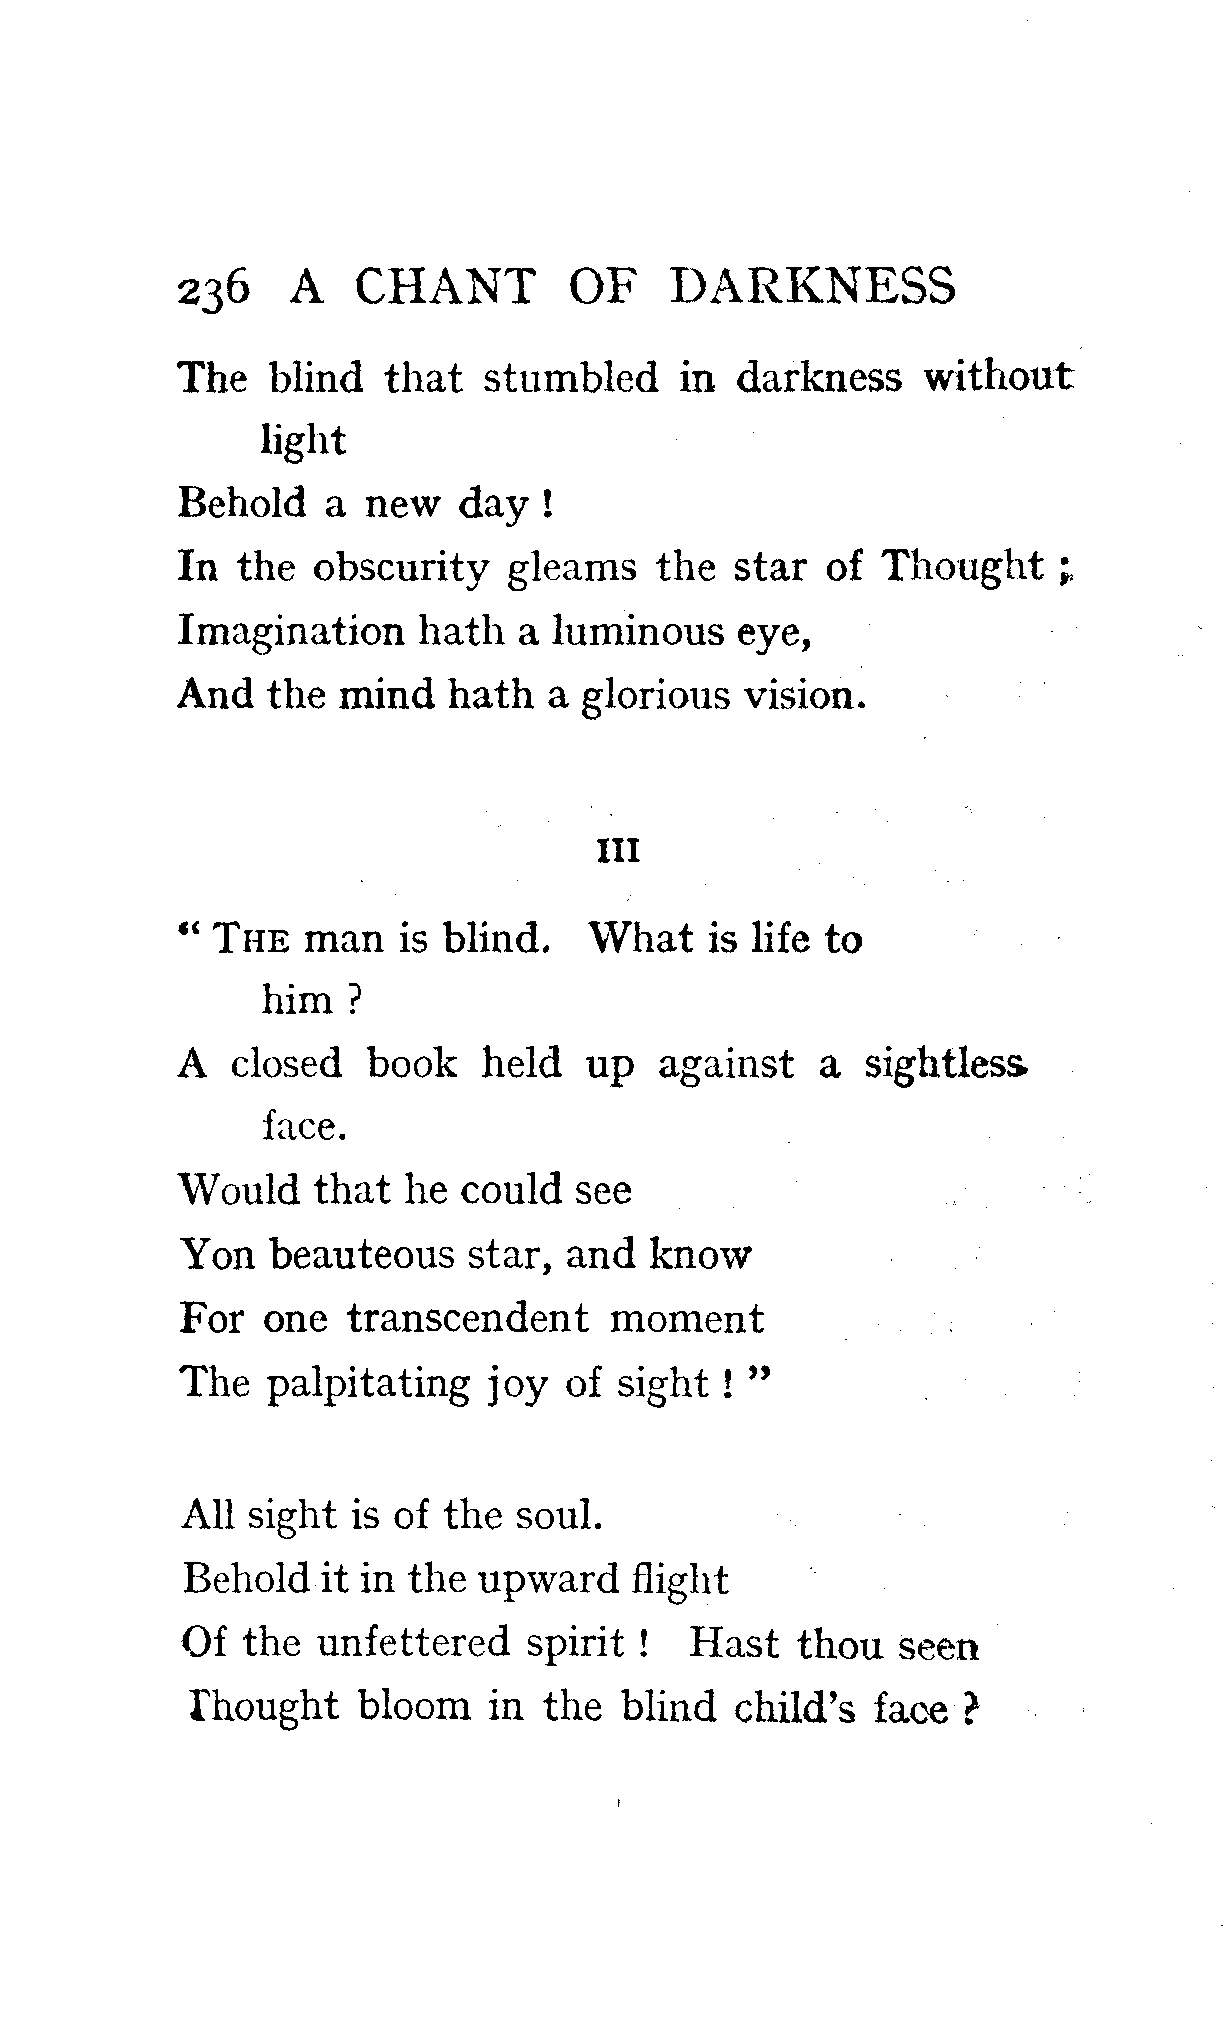 236 A CHANT OF DARKNESS
The blind that stumbled in darkness without
light
Behold a new day !
In the obscurity gleams the star of Thought ;
Imagination hath a luminous eye,
And the mind hath a glorious vision.
III
“ THE man is blind. What is life to
him ?
A closed book held up against a sightless
face.
Would that he could see
Yon beauteous star, and know
For one transcendent moment
The palpitating joy of sight ! ”
All sight is of the soul.
Behold it in the upward flight
Of the unfettered spirit ! Hast thou seen
Thought bloom in the blind child’s face ?